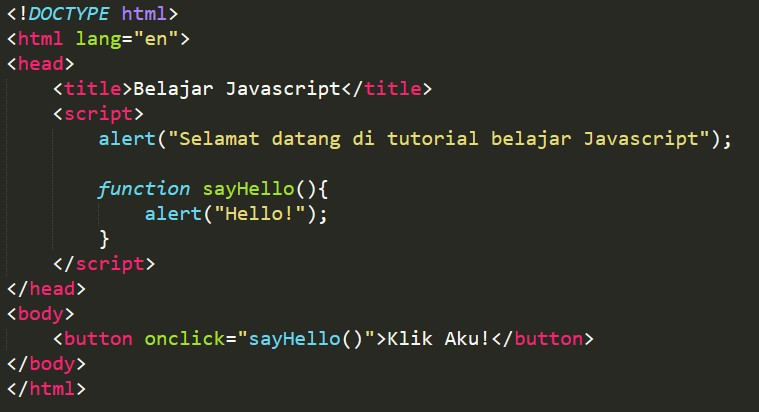 <!DOCTYPE html>
<html lang="en">
<head>
    <title>Belajar Javascript</title>
    <script>
        alert("Selamat datang di tutorial belajar Javascript");

        function sayHello(){
            alert("Hello!");
        }
    </script>
</head>
<body>
    <button onclick="sayHello()">Klik Aku!</button>
</body>
</html>